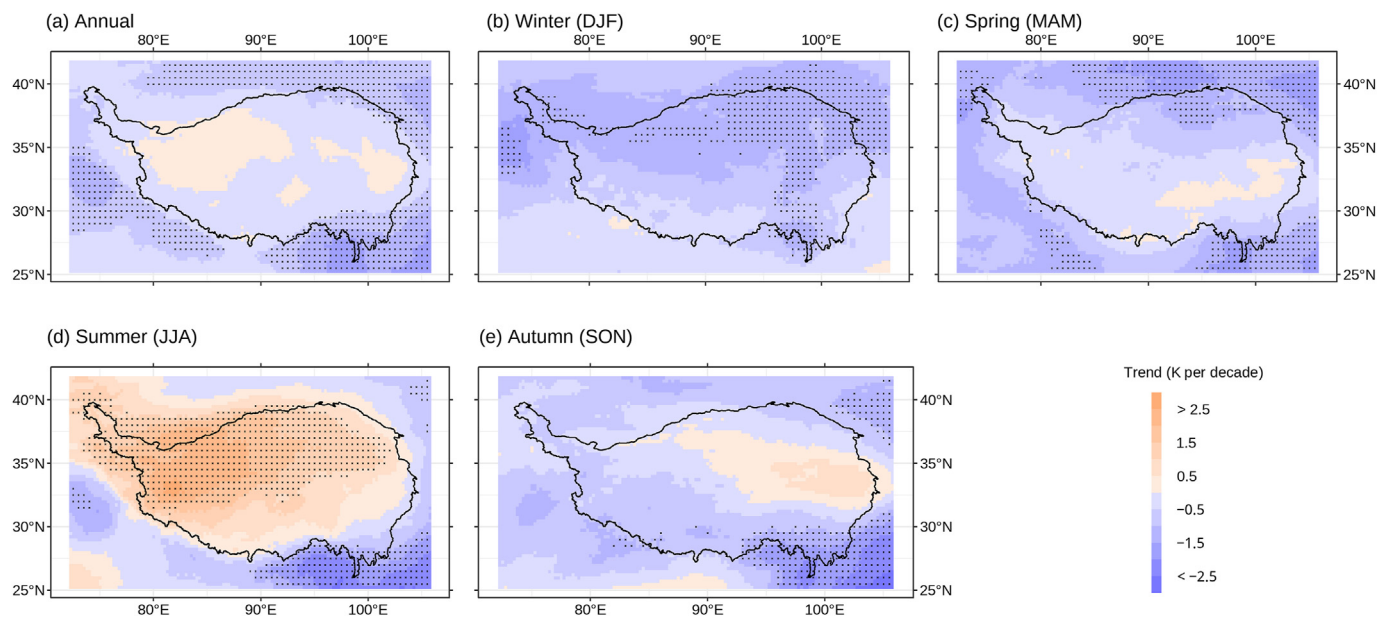 (a) Annual
(b) Winter (DJF)
(c) Spring (MAM)
80°E 90°E 100°E
80°E 90°E 100°E
80°E 90°E 100°E
40°N
35°N
30°N
25°N
40°N
35°N
30°N
25°N
(d) Summer (JJA)
(e) Autumn (SON)
40°N
35°N
30°N
25°N
40°N
35°N
30°N
25°N
80°E 90°E 100°E
80°E 90°E 100°E
Trend (K per decade)
> 2.5
1.5
0.5
−0.5
−1.5
< −2.5